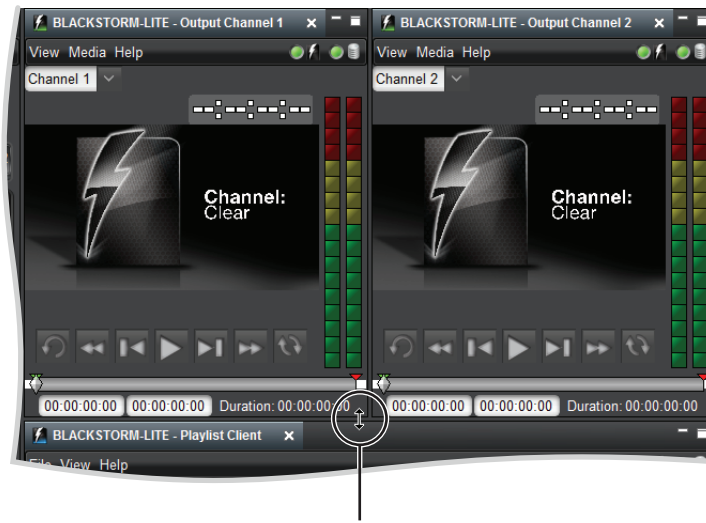 BLACKSTORM-LITE - Output Channel 1
View Media Help
Channel 1
--:--:--:--
Channel:
Clear
00:00:00:00 00:00:00:00 Duration: 00:00:00:00
BLACKSTORM-LITE - Output Channel 2
View Media Help
Channel 2
--:--:--:--
Channel:
Clear
00:00:00:00 00:00:00:00 Duration: 00:00:00:00
BLACKSTORM-LITE - Playlist Client
File View Help